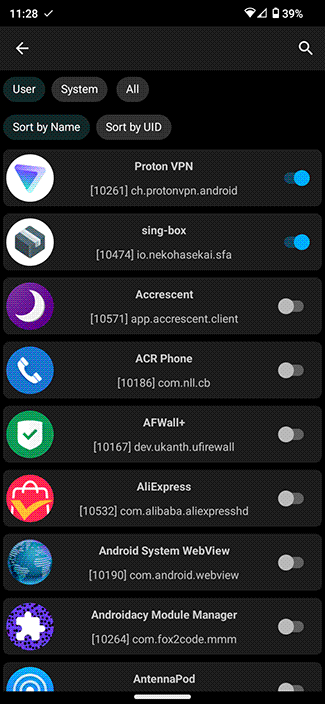 11:28 39%
User System All
Sort by Name Sort by UID
Proton VPN
[10261] ch.protonvpn.android
sing-box
[10474] io.nekohasekai.sfa
Accrescent
[10571] app.accrescent.client
ACR Phone
[10186] com.nll.cb
AFWall+
[10167] dev.ukanth.ufirewall
AliExpress
[10532] com.alibaba.aliexpresshd
Android System WebView
[10190] com.android.webview
Androidacy Module Manager
[10264] com.fox2code.mmm
AntennaPod